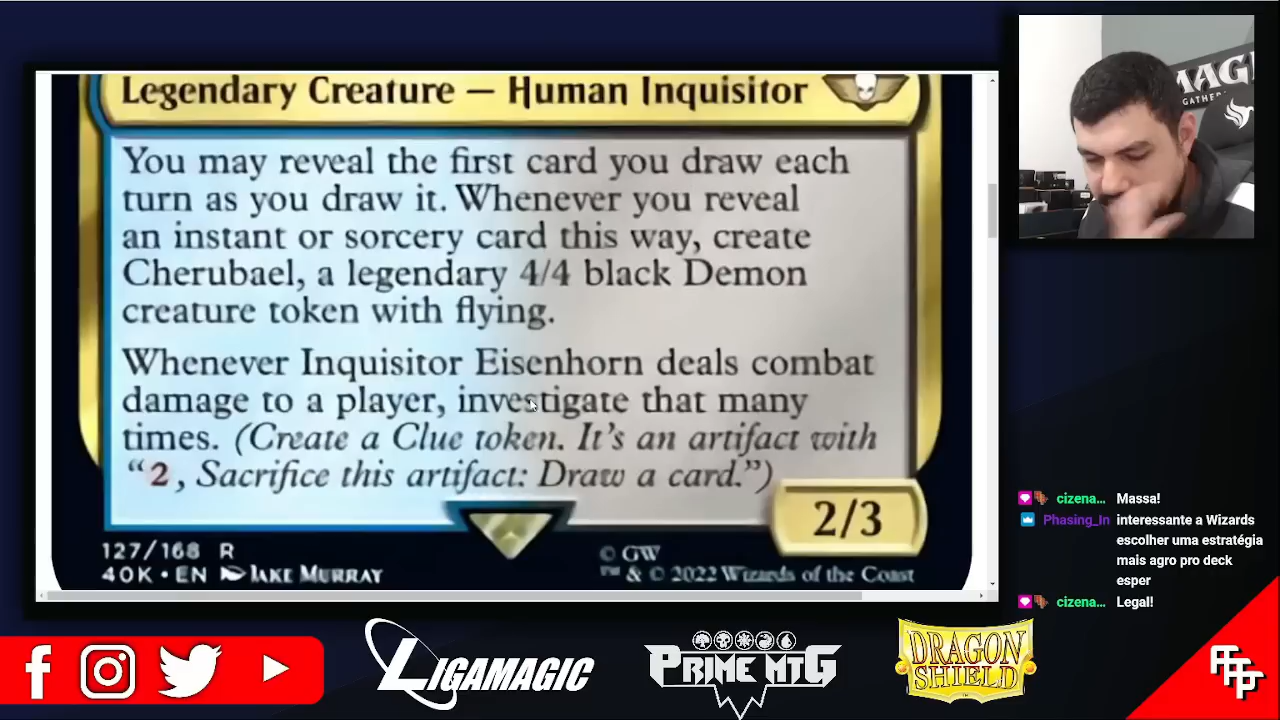 Legendary Creature — Human Inquisitor
You may reveal the first card you draw each
turn as you draw it. Whenever you reveal
an instant or sorcery card this way, create
Cherubael, a legendary 4/4 black Demon
creature token with flying.
Whenever Inquisitor Eisenhorn deals combat
damage to a player, investigate that many
times. (Create a Clue token. It's an artifact with
“2, Sacrifice this artifact: Draw a card.”)
2/3
127/168 R
40K • EN JAKE MURRAY
© GW
™ & © 2022 Wizards of the Coast
MAG
GATHER
cizena... Massa!
Phasing_In interessante a Wizards
escolher uma estratégia
mais agro pro deck
esper
cizena... Legal!
LIGAMAGIC
PRIME MTG
DRAGON
SHIELD